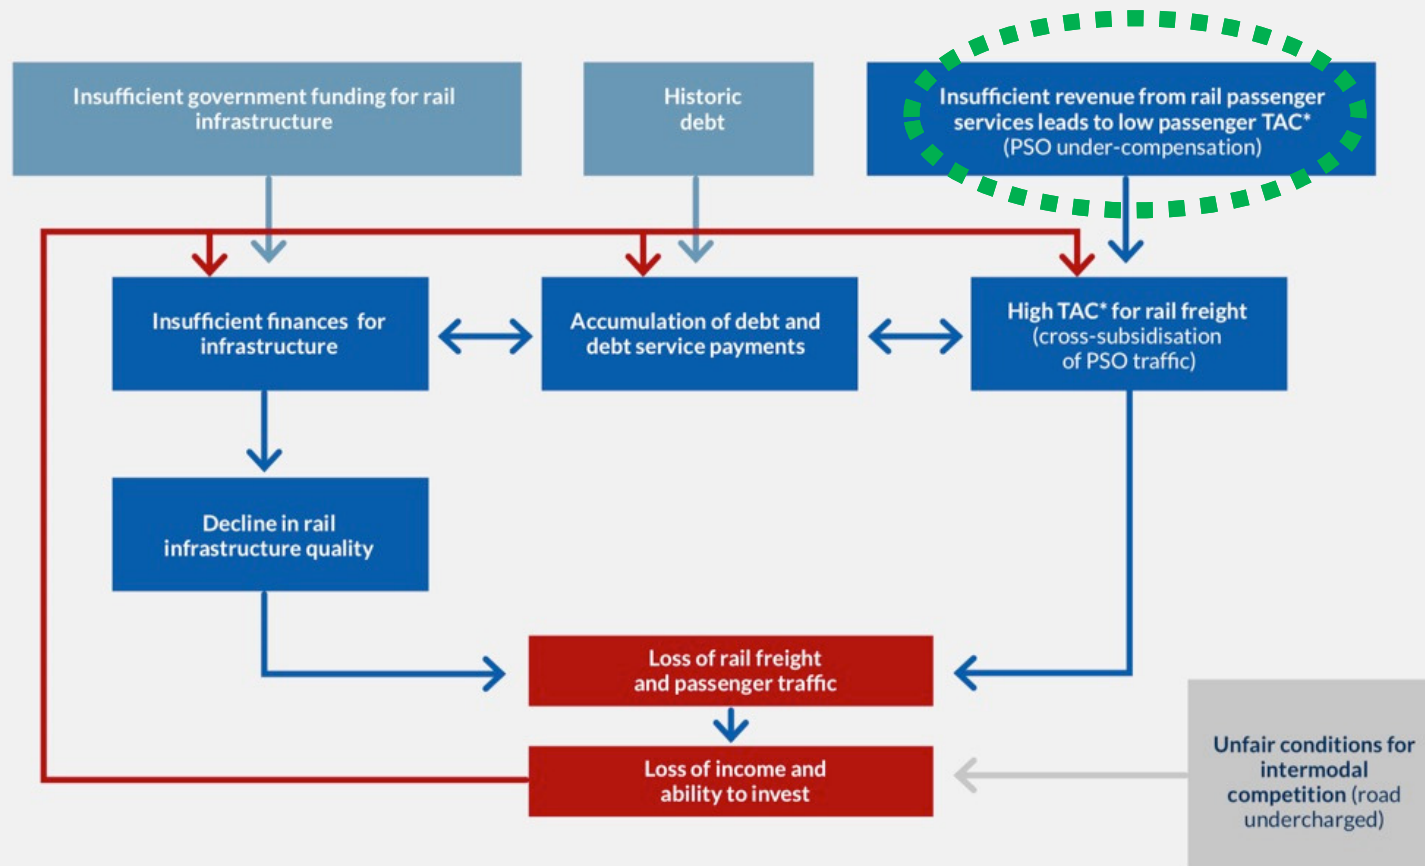 Insufficient government funding for rail
infrastructure
Historic
debt
Insufficient revenue from rail passenger
services leads to low passenger TAC*
(PSO under-compensation)
Insufficient finances for
infrastructure
Accumulation of debt and
debt service payments
High TAC* for rail freight
(cross-subsidisation
of PSO traffic)
Decline in rail
infrastructure quality
Loss of rail freight
and passenger traffic
Loss of income and
ability to invest
Unfair conditions for
intermodal
competition (road
undercharged)